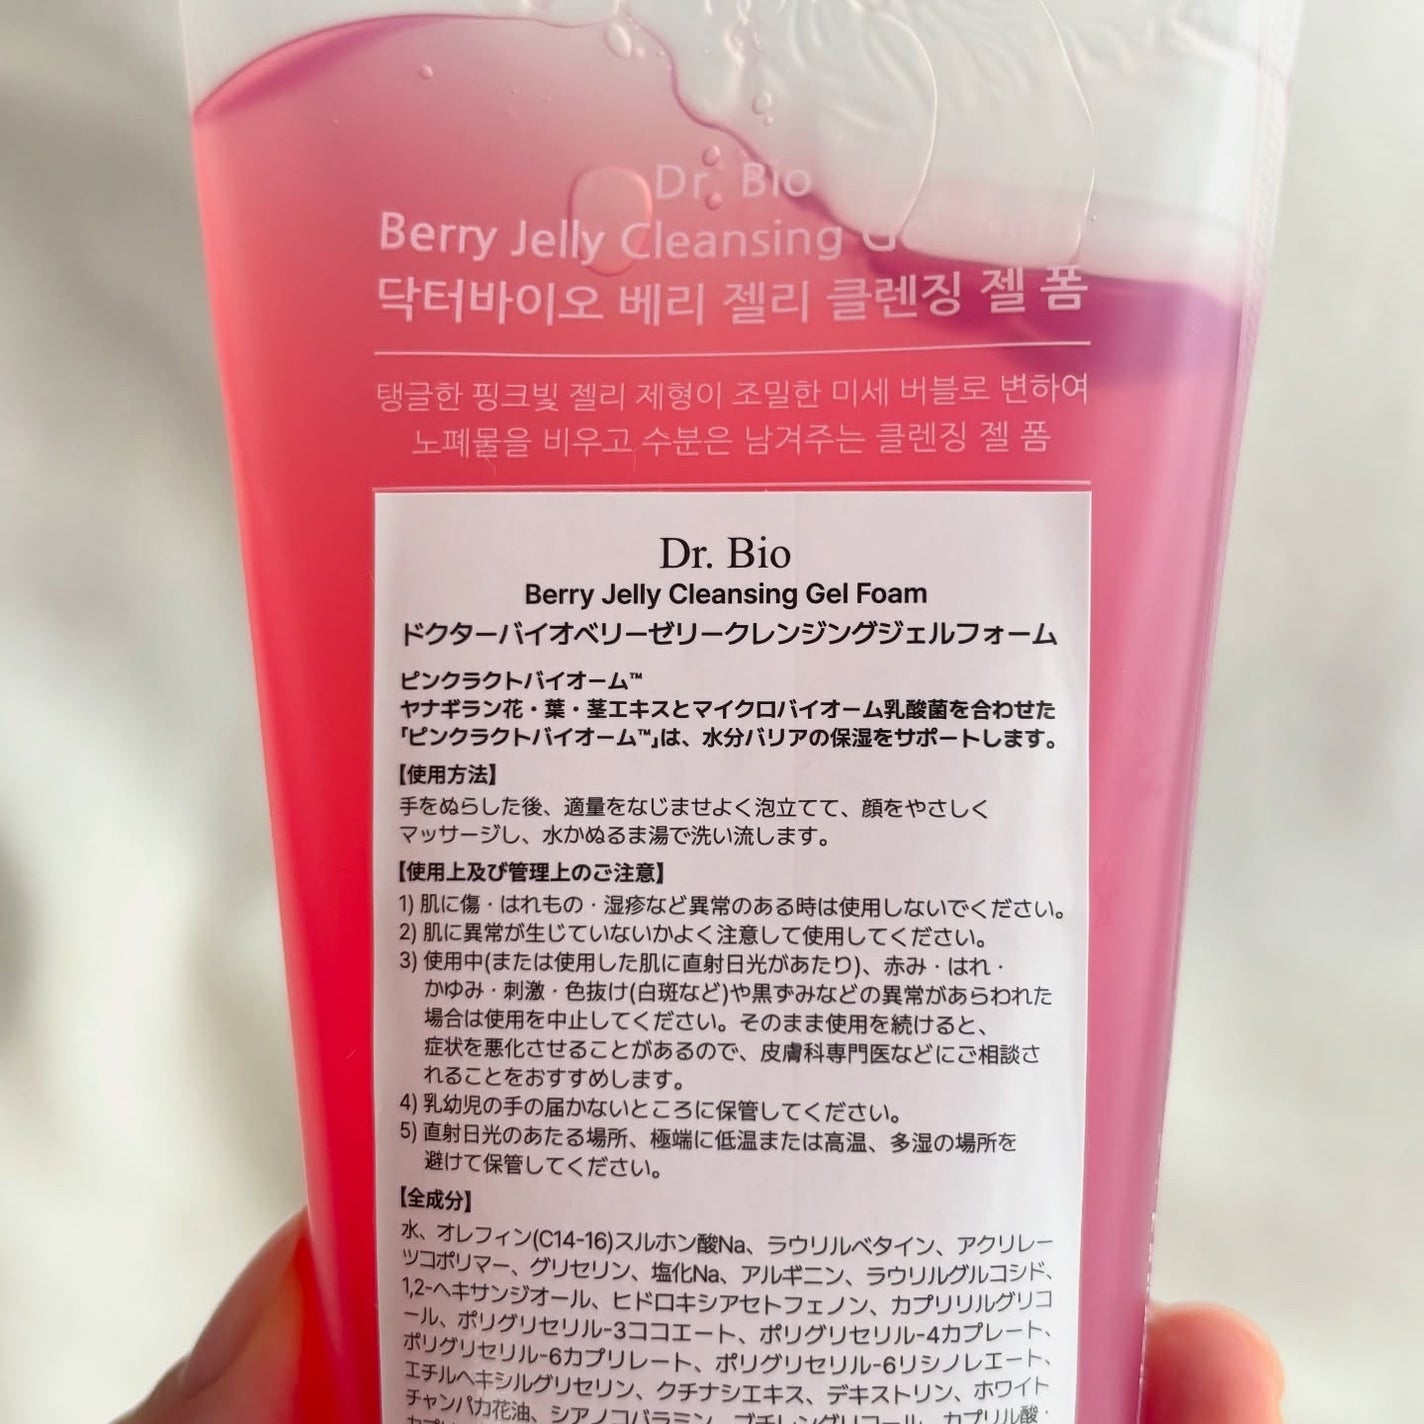 Dr. Bio
Berry Jelly Cleansing
닥터바이오 베리 젤리 클렌징 젤 폼
탱글한 핑크빛 젤리 제형이 조밀한 미세 버블로 변하여
노폐물을 비우고 수분은 남겨주는 클렌징 젤 폼
Dr. Bio
Berry Jelly Cleansing Gel Foam
ドクターバイオベリーゼリークレンジングジェルフォーム
ピンクラクトバイオーム™
ヤナギラン花・葉・茎エキスとマイクロバイオーム乳酸菌を合わせた
「ピンクラクトバイオーム™」は、水分バリアの保湿をサポートします。
【使用方法】
手をぬらした後、適量をなじませよく泡立てて、顔をやさしく
マッサージし、水かぬるま湯で洗い流します。
【使用上及び管理上のご注意】
1) 肌に傷・はれもの・湿疹など異常のある時は使用しないでください。
2) 肌に異常が生じていないかよく注意して使用してください。
3) 使用中(または使用した肌に直射日光があたり)、赤み・はれ・
かゆみ・刺激・色抜け(白斑など)や黒ずみなどの異常があらわれた
場合は使用を中止してください。そのまま使用を続けると、
症状を悪化させることがあるので、皮膚科専門医などにご相談さ
れることをおすすめします。
4) 乳幼児の手の届かないところに保管してください。
5) 直射日光のあたる場所、極端に低温または高温、多湿の場所を
避けて保管してください。
【全成分】
水、オレフィン(C14-16)スルホン酸Na、ラウリルベタイン、アクリレー
ツコポリマー、グリセリン、塩化Na、アルギニン、ラウリルグルコシド、
1,2-ヘキサンジオール、ヒドロキシアセトフェノン、カプリリルグリコ
ール、ポリグリセリル-3ココエート、ポリグリセリル-4カプレート、
ポリグリセリル-6カプリレート、ポリグリセリル-6リシノレエート、
エチルヘキシルグリセリン、クチナシエキス、デキストリン、ホワイト
チャンパカ花油、シアノコバラミン、ブチレングリコール、カプリル酸・